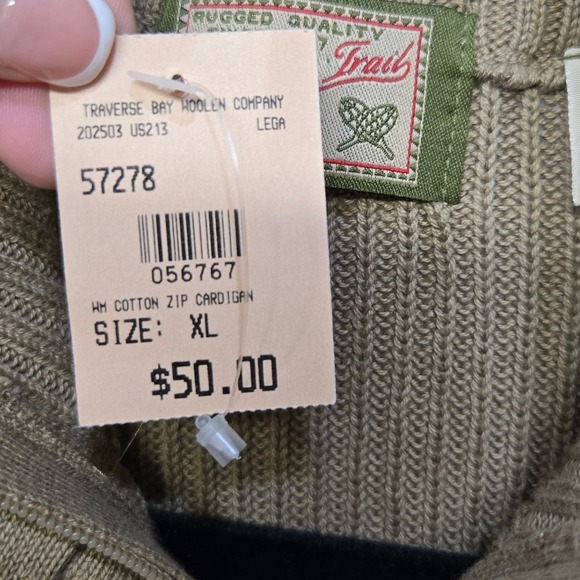 RUGGED QUALITY
Trail
TRAVERSE BAY WOOLEN COMPANY
202503 US213 LEGA
57278
056767
WM COTTON ZIP CARDIGAN
SIZE: XL
$50.00